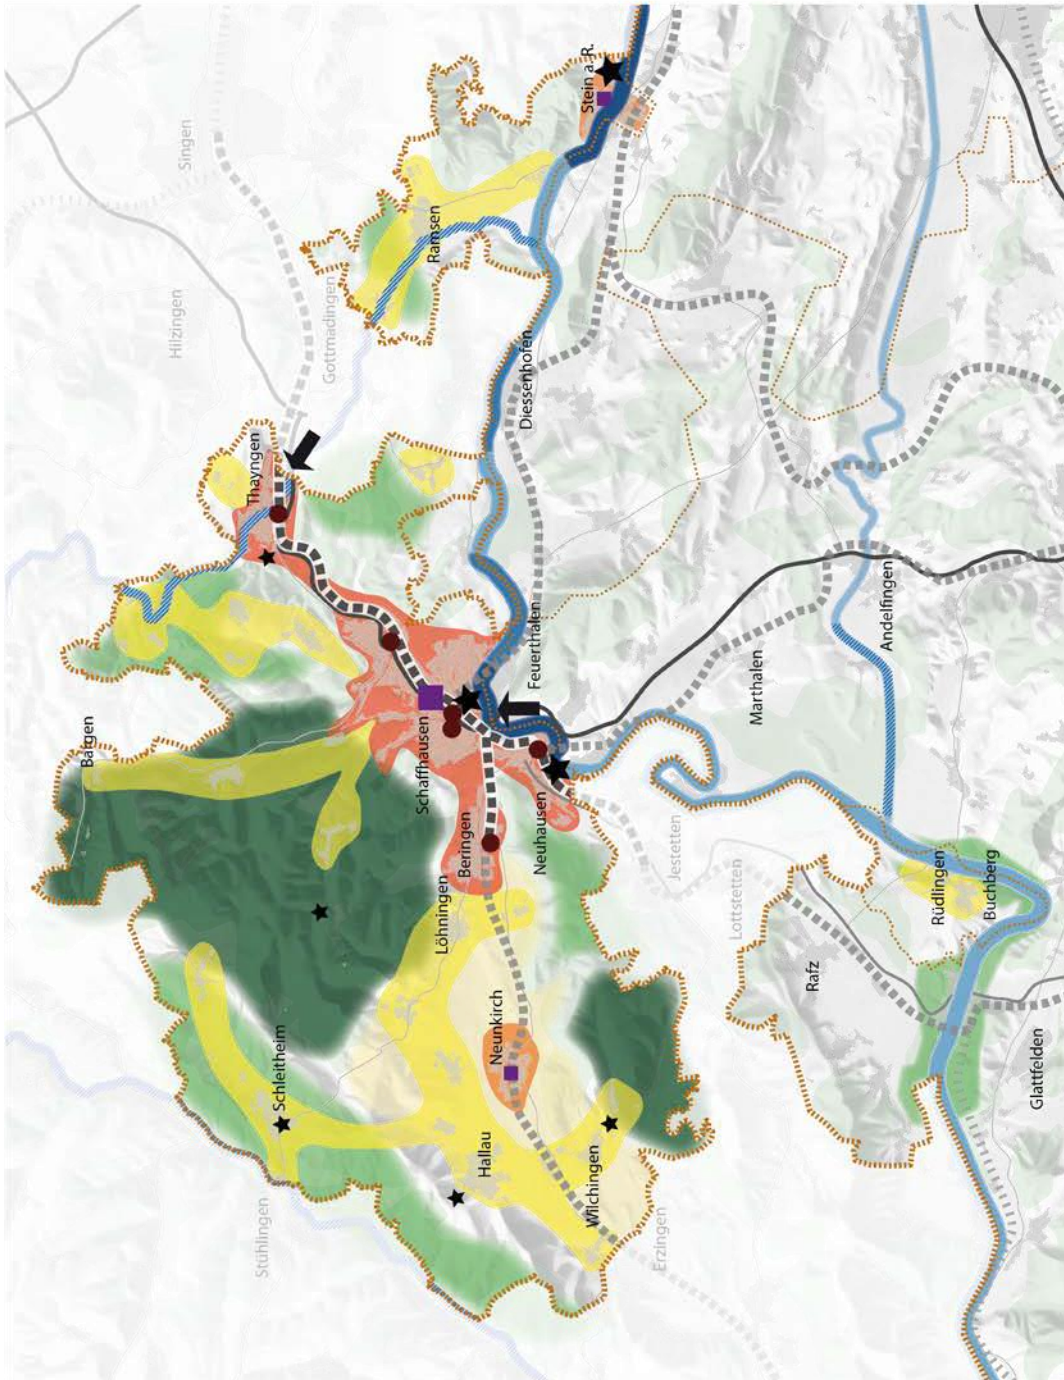 Singen
Hilzingen
Gottmadingen
Thayngen
Ramsen
Stein a. R.
Bargen
Schaffhausen
Feuerthalen
Diessenhofen
Beringen
Neuhausen
Löhningen
Schleitheim
Stühlingen
Neunkirch
Hallau
Wilchingen
Erzingen
Jestetten
Lottstetten
Marthalen
Andelfingen
Rafz
Rüdlingen
Buchberg
Glattfelden